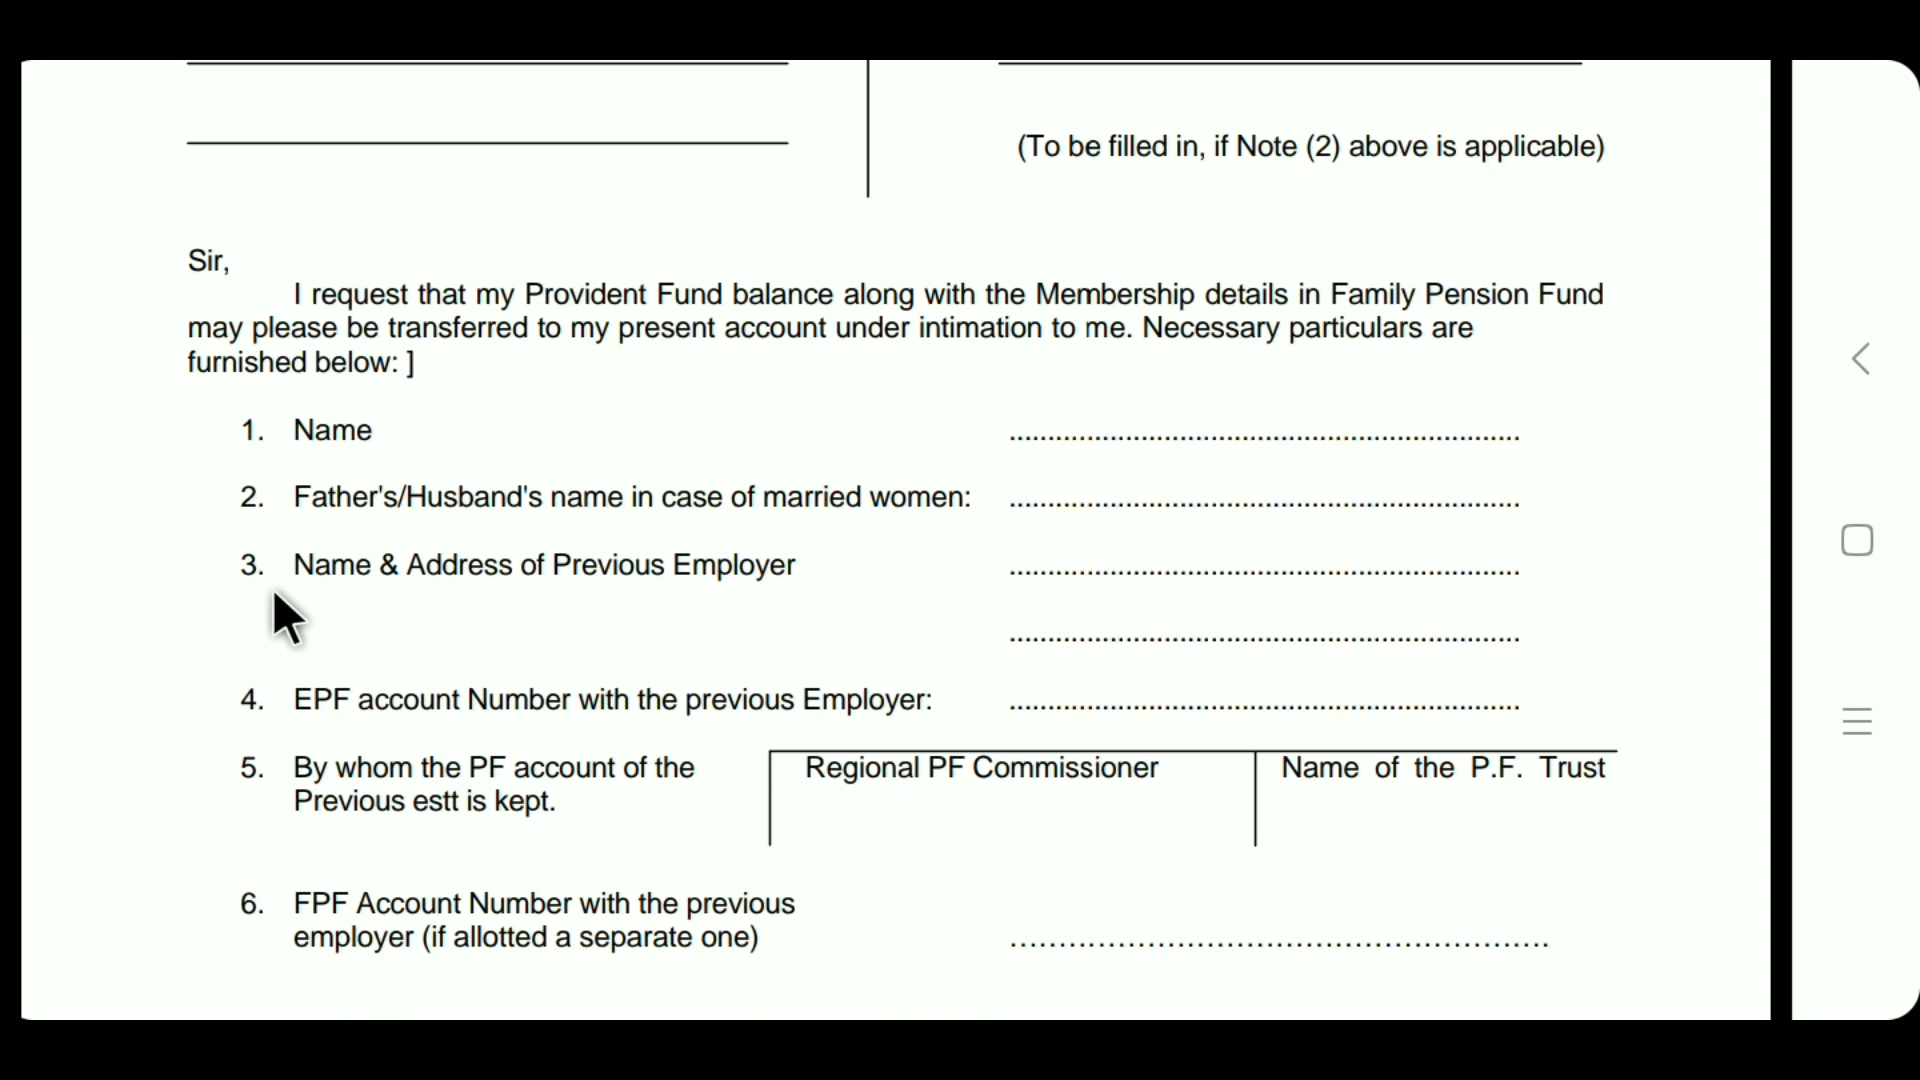 (To be filled in, if Note (2) above is applicable)
Sir,
I request that my Provident Fund balance along with the Membership details in Family Pension Fund
may please be transferred to my present account under intimation to me. Necessary particulars are
furnished below: ]
1. Name ..................................................................
2. Father's/Husband's name in case of married women: ..................................................................
3. Name & Address of Previous Employer ..................................................................
..................................................................
4. EPF account Number with the previous Employer: ..................................................................
5. By whom the PF account of the Regional PF Commissioner Name of the P.F. Trust
Previous estt is kept.
6. FPF Account Number with the previous
employer (if allotted a separate one) ......................................................